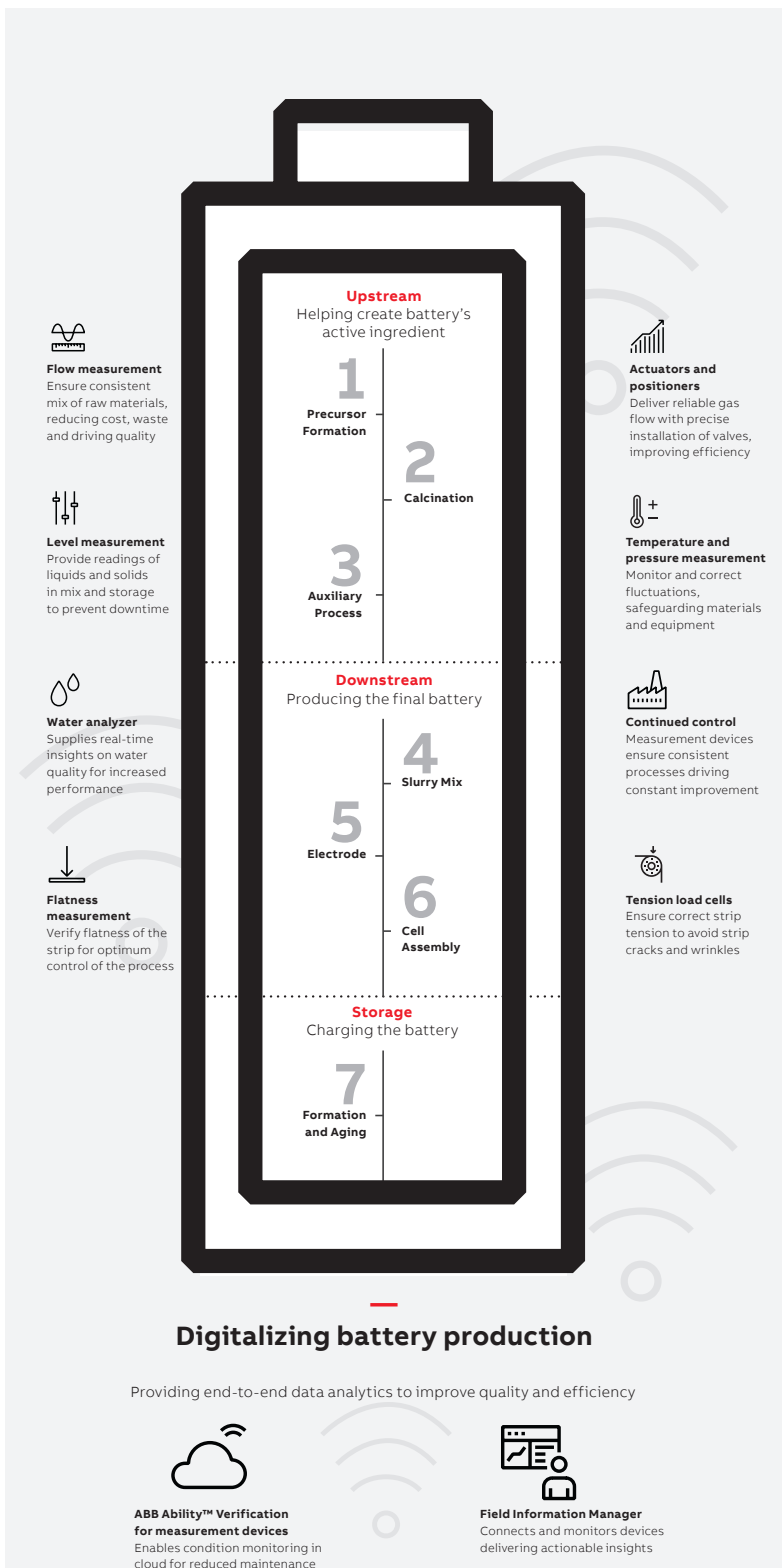 Upstream
Helping create battery's
active ingredient
1
Precursor
Formation
2
Calcination
3
Auxiliary
Process
Downstream
Producing the final battery
4
Slurry Mix
5
Electrode
6
Cell
Assembly
Storage
Charging the battery
7
Formation
and Aging
Flow measurement
Ensure consistent
mix of raw materials,
reducing cost, waste
and driving quality
Level measurement
Provide readings of
liquids and solids
in mix and storage
to prevent downtime
Water analyzer
Supplies real-time
insights on water
quality for increased
performance
Flatness
measurement
Verify flatness of the
strip for optimum
control of the process
Actuators and
positioners
Deliver reliable gas
flow with precise
installation of valves,
improving efficiency
Temperature and
pressure measurement
Monitor and correct
fluctuations,
safeguarding materials
and equipment
Continued control
Measurement devices
ensure consistent
processes driving
constant improvement
Tension load cells
Ensure correct strip
tension to avoid strip
cracks and wrinkles
Digitalizing battery production
Providing end-to-end data analytics to improve quality and efficiency
ABB Ability™ Verification
for measurement devices
Enables condition monitoring in
cloud for reduced maintenance
Field Information Manager
Connects and monitors devices
delivering actionable insights